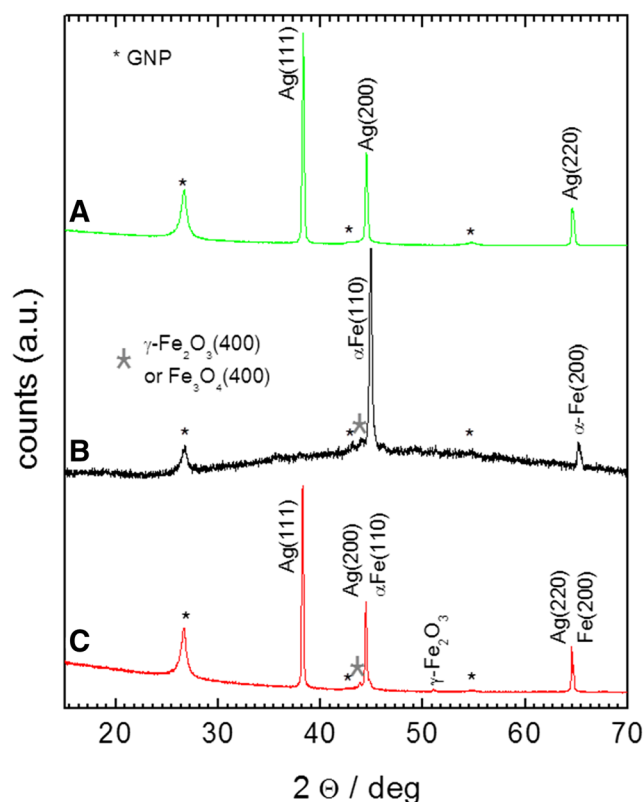 * GNP
Ag(111)
Ag(200)
Ag(220)
*
*
*
A
γ-Fe₂O₃(400)
or Fe₃O₄(400)
αFe(110)
α-Fe(200)
*
*
*
B
Ag(111)
Ag(200)
αFe(110)
γ-Fe₂O₃
Ag(220)
Fe(200)
*
*
*
C
counts (a.u.)
20 30 40 50 60 70
2 Θ / deg